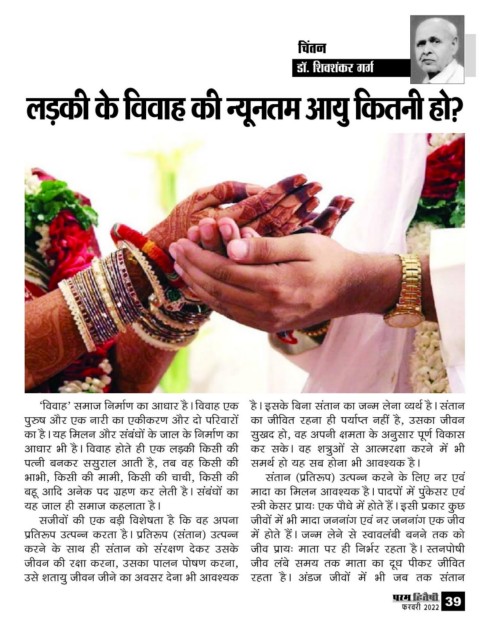 चिंतन
डॉ. शिवशंकर गर्ग
लड़की के विवाह की न्यूनतम आयु कितनी हो?
'विवाह' समाज निर्माण का आधार है। विवाह एक
पुरुष और एक नारी का एकीकरण और दो परिवारों
का है। यह मिलन और संबंधों के जाल के निर्माण का
आधार भी है। विवाह होते ही एक लड़की किसी की
पत्नी बनकर ससुराल आती है, तब वह किसी की
भाभी, किसी की मामी, किसी की चाची, किसी की
बहू आदि अनेक पद ग्रहण कर लेती है। संबंधों का
यह जाल ही समाज कहलाता है।
सजीवों की एक बड़ी विशेषता है कि वह अपना
प्रतिरूप उत्पन्न करता है। प्रतिरूप (संतान) उत्पन्न
करने के साथ ही संतान को संरक्षण देकर उसके
जीवन की रक्षा करना, उसका पालन पोषण करना,
उसे शतायु जीवन जीने का अवसर देना भी आवश्यक
है। इसके बिना संतान का जन्म लेना व्यर्थ है। संतान
का जीवित रहना ही पर्याप्त नहीं है, उसका जीवन
सुखद हो, वह अपनी क्षमता के अनुसार पूर्ण विकास
कर सके। वह शत्रुओं से आत्मरक्षा करने में भी
समर्थ हो यह सब होना भी आवश्यक है।
संतान (प्रतिरूप) उत्पन्न करने के लिए नर एवं
मादा का मिलन आवश्यक है। पादपों में पुंकेसर एवं
स्त्री केसर प्रायः एक पौधे में होते हैं। इसी प्रकार कुछ
जीवों में भी मादा जननांग एवं नर जननांग एक जीव
में होते हैं। जन्म लेने से स्वावलंबी बनने तक को
जीव प्रायः माता पर ही निर्भर रहता है। स्तनपोषी
जीव लंबे समय तक माता का दूध पीकर जीवित
रहता है। अंडज जीवों में भी जब तक संतान
परम हितैषी
फरवरी 2022
39